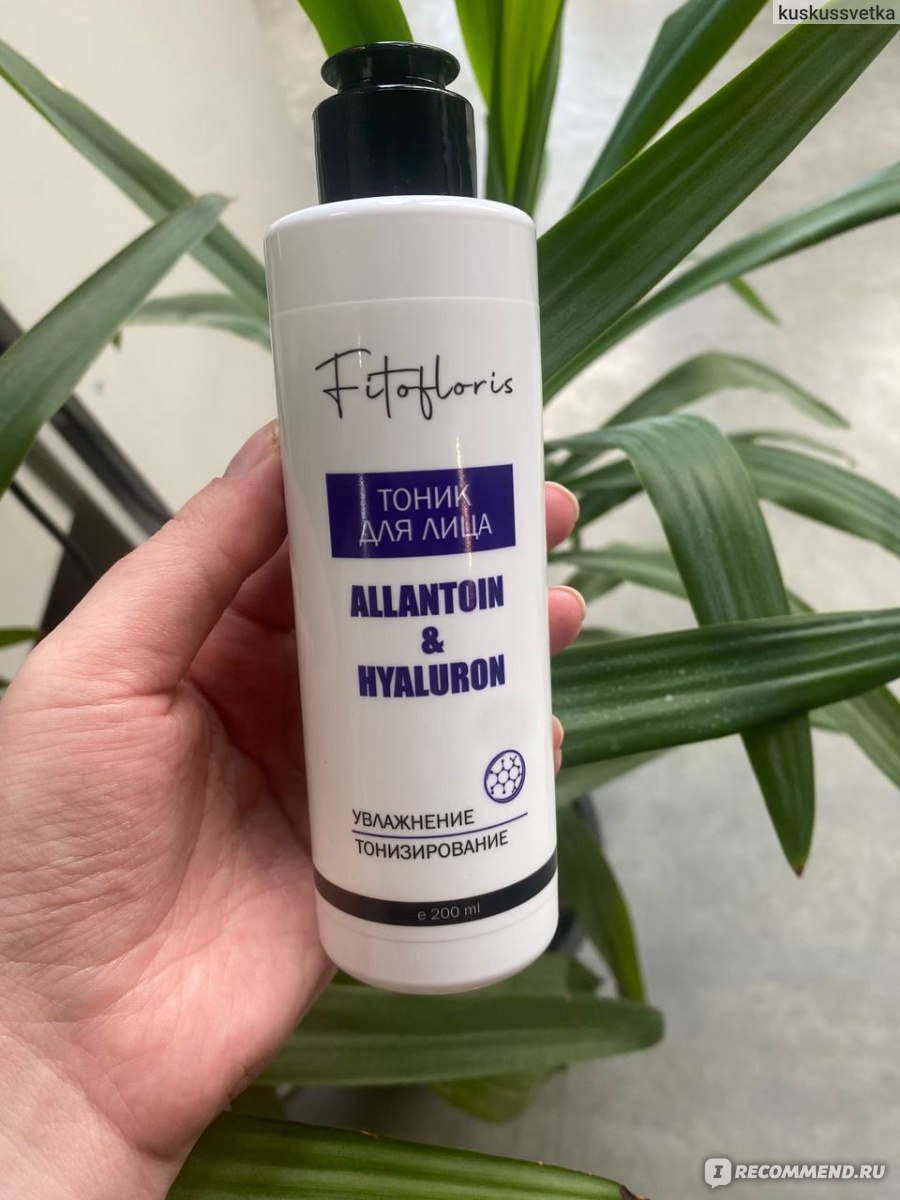 kuskussvetka
Fitofloris
ТОНИК
ДЛЯ ЛИЦА
ALLANTOIN
&
HYALURON
УВЛАЖНЕНИЕ
ТОНИЗИРОВАНИЕ
e 200 ml
I RECOMMEND.RU